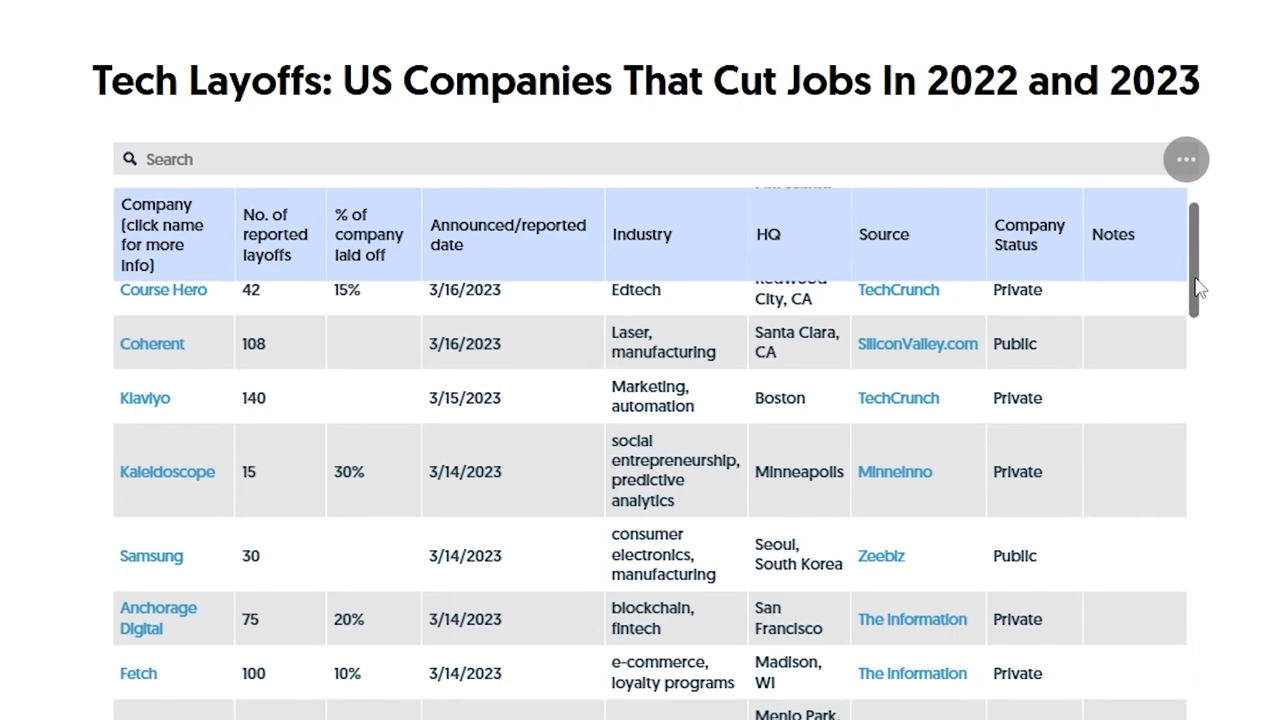 Tech Layoffs: US Companies That Cut Jobs In 2022 and 2023
Search
Company (click name for more info) No. of reported layoffs % of company laid off Announced/reported date Industry HQ Source Company Status Notes
Course Hero 42 15% 3/16/2023 Edtech Redwood City, CA TechCrunch Private
Coherent 108 3/16/2023 Laser, manufacturing Santa Clara, CA SiliconValley.com Public
Klaviyo 140 3/15/2023 Marketing, automation Boston TechCrunch Private
Kaleidoscope 15 30% 3/14/2023 social entrepreneurship, predictive analytics Minneapolis MinneInno Private
Samsung 30 3/14/2023 consumer electronics, manufacturing Seoul, South Korea Zeebiz Public
Anchorage Digital 75 20% 3/14/2023 blockchain, fintech San Francisco The Information Private
Fetch 100 10% 3/14/2023 e-commerce, loyalty programs Madison, WI The Information Private
Menlo Park,